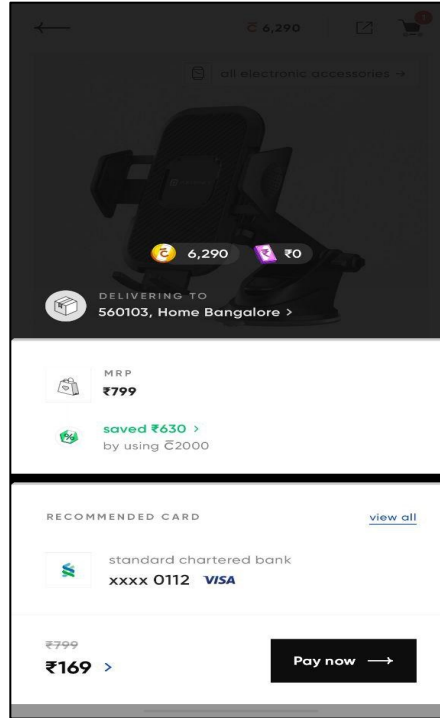 ← ₵ 6,290 1
all electronic accessories →
₵ 6,290 ₹0
DELIVERING TO
560103, Home Bangalore >
MRP
₹799
saved ₹630 >
by using ₵2000
RECOMMENDED CARD view all
standard chartered bank
xxxx 0112 VISA
₹799
₹169 >
Pay now →